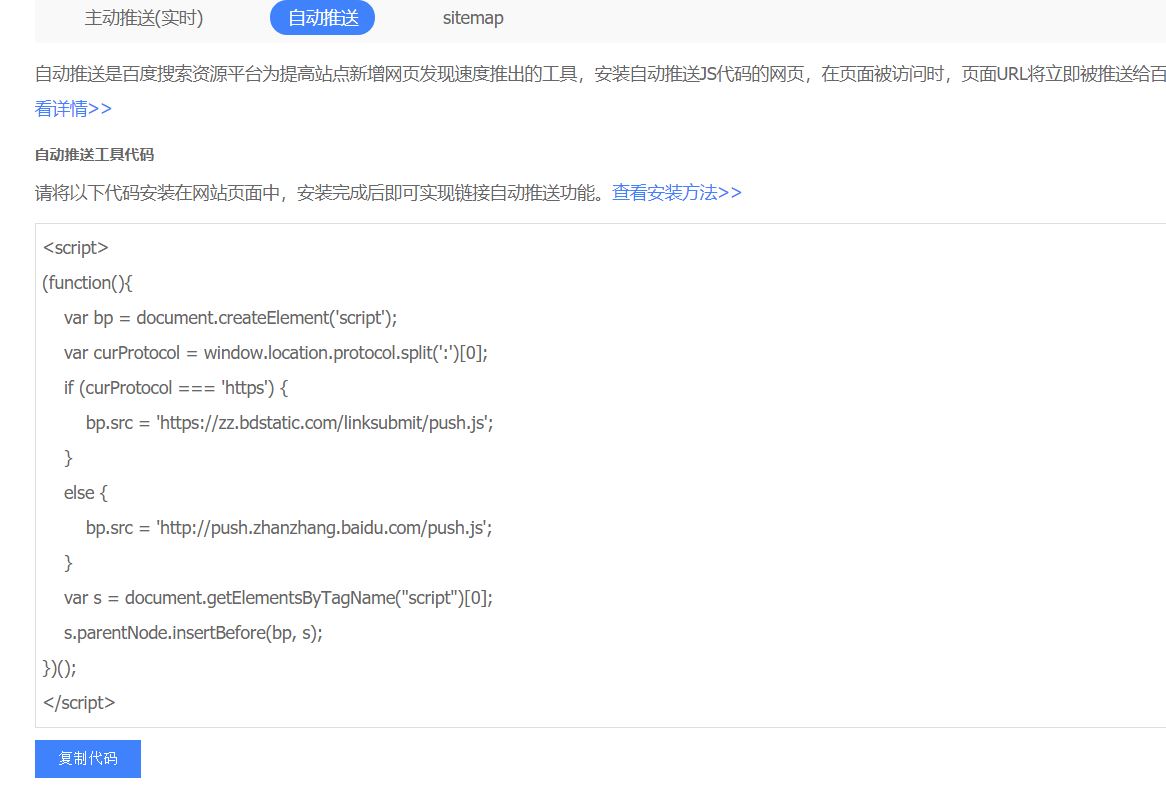 主动推送(实时) 自动推送 sitemap
自动推送是百度搜索资源平台为提高站点新增网页发现速度推出的工具，安装自动推送JS代码的网页，在页面被访问时，页面URL将立即被推送给百
看详情>>
自动推送工具代码
请将以下代码安装在网站页面中，安装完成后即可实现链接自动推送功能。查看安装方法>>
<script>
(function(){
    var bp = document.createElement('script');
    var curProtocol = window.location.protocol.split(':')[0];
    if (curProtocol === 'https') {
        bp.src = 'https://zz.bdstatic.com/linksubmit/push.js';
    }
    else {
        bp.src = 'http://push.zhanzhang.baidu.com/push.js';
    }
    var s = document.getElementsByTagName("script")[0];
    s.parentNode.insertBefore(bp, s);
})();
</script>
复制代码